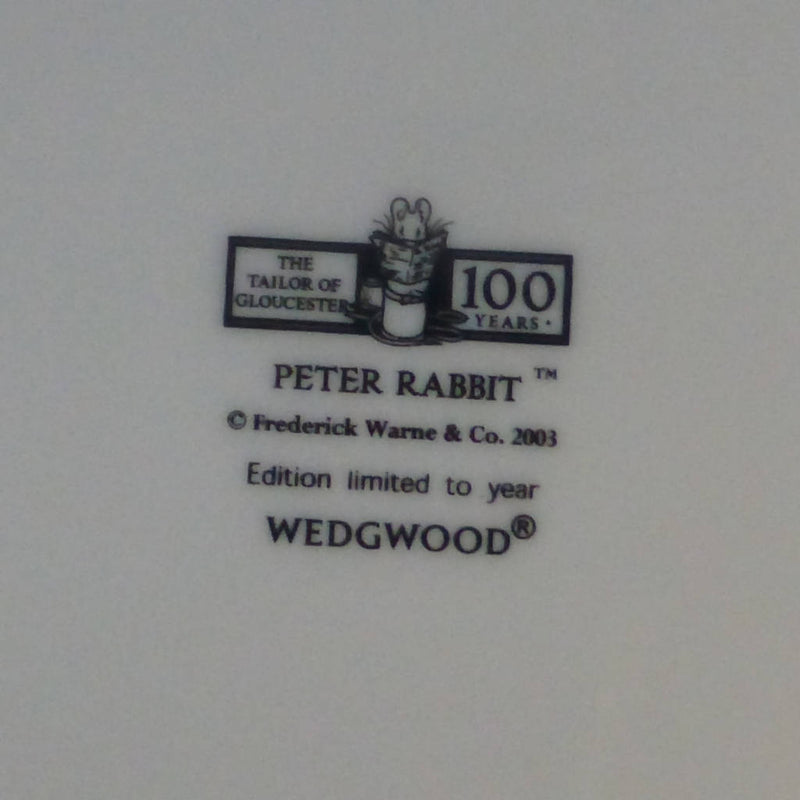 THE
TAILOR OF
GLOUCESTER
100
YEARS •
PETER RABBIT ™
© Frederick Warne & Co. 2003
Edition limited to year
WEDGWOOD®